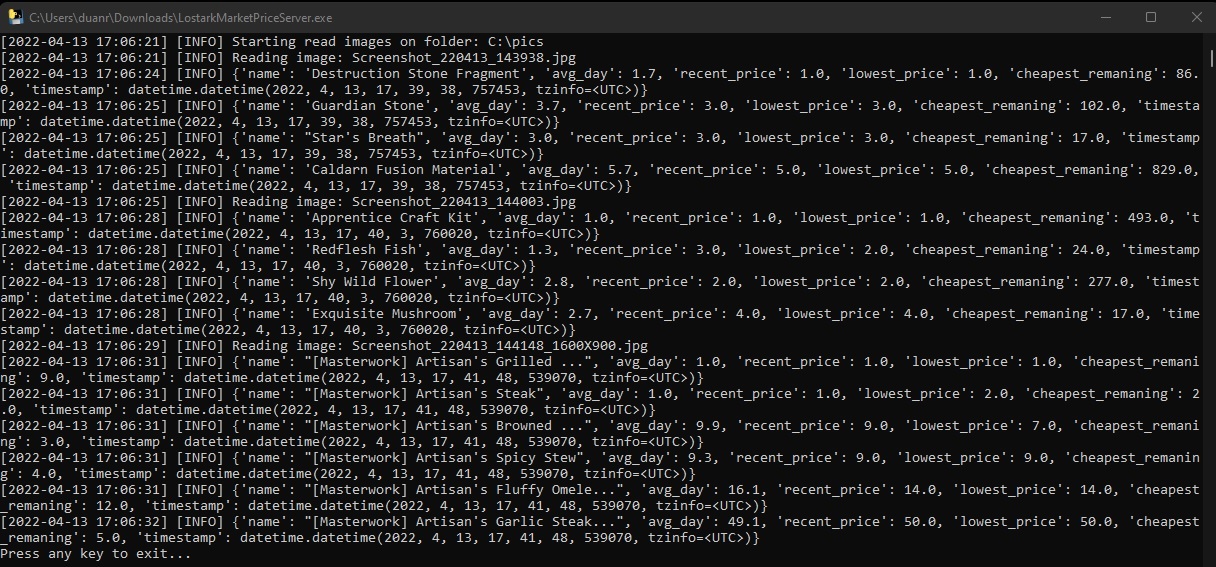 C:\Users\duanr\Downloads\LostarkMarketPriceServer.exe
[2022-04-13 17:06:21] [INFO] Starting read images on folder: C:\pics
[2022-04-13 17:06:21] [INFO] Reading image: Screenshot_220413_143938.jpg
[2022-04-13 17:06:24] [INFO] {'name': 'Destruction Stone Fragment', 'avg_day': 1.7, 'recent_price': 1.0, 'lowest_price': 1.0, 'cheapest_remaning': 86.
0, 'timestamp': datetime.datetime(2022, 4, 13, 17, 39, 38, 757453, tzinfo=<UTC>)}
[2022-04-13 17:06:25] [INFO] {'name': 'Guardian Stone', 'avg_day': 3.7, 'recent_price': 3.0, 'lowest_price': 3.0, 'cheapest_remaning': 102.0, 'timesta
mp': datetime.datetime(2022, 4, 13, 17, 39, 38, 757453, tzinfo=<UTC>)}
[2022-04-13 17:06:25] [INFO] {'name': "Star's Breath", 'avg_day': 3.0, 'recent_price': 3.0, 'lowest_price': 3.0, 'cheapest_remaning': 17.0, 'timestamp
': datetime.datetime(2022, 4, 13, 17, 39, 38, 757453, tzinfo=<UTC>)}
[2022-04-13 17:06:25] [INFO] {'name': 'Caldarn Fusion Material', 'avg_day': 5.7, 'recent_price': 5.0, 'lowest_price': 5.0, 'cheapest_remaning': 829.0,
 'timestamp': datetime.datetime(2022, 4, 13, 17, 39, 38, 757453, tzinfo=<UTC>)}
[2022-04-13 17:06:25] [INFO] Reading image: Screenshot_220413_144003.jpg
[2022-04-13 17:06:28] [INFO] {'name': 'Apprentice Craft Kit', 'avg_day': 1.0, 'recent_price': 1.0, 'lowest_price': 1.0, 'cheapest_remaning': 493.0, 't
imestamp': datetime.datetime(2022, 4, 13, 17, 40, 3, 760020, tzinfo=<UTC>)}
[2022-04-13 17:06:28] [INFO] {'name': 'Redflesh Fish', 'avg_day': 1.3, 'recent_price': 3.0, 'lowest_price': 2.0, 'cheapest_remaning': 24.0, 'timestamp
': datetime.datetime(2022, 4, 13, 17, 40, 3, 760020, tzinfo=<UTC>)}
[2022-04-13 17:06:28] [INFO] {'name': 'Shy Wild Flower', 'avg_day': 2.8, 'recent_price': 2.0, 'lowest_price': 2.0, 'cheapest_remaning': 277.0, 'timest
amp': datetime.datetime(2022, 4, 13, 17, 40, 3, 760020, tzinfo=<UTC>)}
[2022-04-13 17:06:28] [INFO] {'name': 'Exquisite Mushroom', 'avg_day': 2.7, 'recent_price': 4.0, 'lowest_price': 4.0, 'cheapest_remaning': 17.0, 'time
stamp': datetime.datetime(2022, 4, 13, 17, 40, 3, 760020, tzinfo=<UTC>)}
[2022-04-13 17:06:29] [INFO] Reading image: Screenshot_220413_144148_1600X900.jpg
[2022-04-13 17:06:31] [INFO] {'name': "[Masterwork] Artisan's Grilled ...", 'avg_day': 1.0, 'recent_price': 1.0, 'lowest_price': 1.0, 'cheapest_remani
ng': 9.0, 'timestamp': datetime.datetime(2022, 4, 13, 17, 41, 48, 539070, tzinfo=<UTC>)}
[2022-04-13 17:06:31] [INFO] {'name': "[Masterwork] Artisan's Steak", 'avg_day': 1.0, 'recent_price': 1.0, 'lowest_price': 2.0, 'cheapest_remaning': 2
.0, 'timestamp': datetime.datetime(2022, 4, 13, 17, 41, 48, 539070, tzinfo=<UTC>)}
[2022-04-13 17:06:31] [INFO] {'name': "[Masterwork] Artisan's Browned ...", 'avg_day': 9.9, 'recent_price': 9.0, 'lowest_price': 7.0, 'cheapest_remani
ng': 3.0, 'timestamp': datetime.datetime(2022, 4, 13, 17, 41, 48, 539070, tzinfo=<UTC>)}
[2022-04-13 17:06:31] [INFO] {'name': "[Masterwork] Artisan's Spicy Stew", 'avg_day': 9.3, 'recent_price': 9.0, 'lowest_price': 9.0, 'cheapest_remanin
g': 4.0, 'timestamp': datetime.datetime(2022, 4, 13, 17, 41, 48, 539070, tzinfo=<UTC>)}
[2022-04-13 17:06:31] [INFO] {'name': "[Masterwork] Artisan's Fluffy Omele...", 'avg_day': 16.1, 'recent_price': 14.0, 'lowest_price': 14.0, 'cheapest
_remaning': 12.0, 'timestamp': datetime.datetime(2022, 4, 13, 17, 41, 48, 539070, tzinfo=<UTC>)}
[2022-04-13 17:06:32] [INFO] {'name': "[Masterwork] Artisan's Garlic Steak...", 'avg_day': 49.1, 'recent_price': 50.0, 'lowest_price': 50.0, 'cheapest
_remaning': 5.0, 'timestamp': datetime.datetime(2022, 4, 13, 17, 41, 48, 539070, tzinfo=<UTC>)}
Press any key to exit...